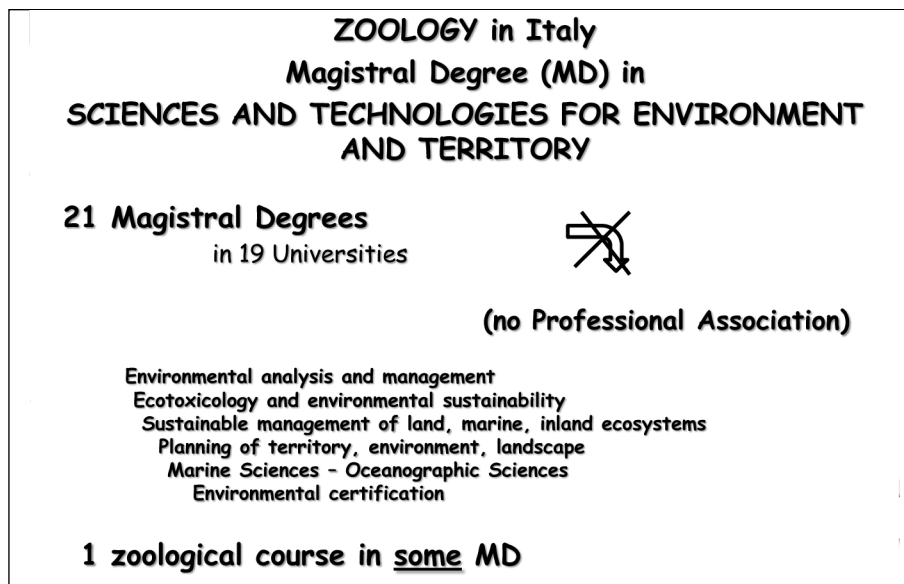 ZOOLOGY in Italy
Magistral Degree (MD) in
SCIENCES AND TECHNOLOGIES FOR ENVIRONMENT
AND TERRITORY
21 Magistral Degrees
in 19 Universities
(no Professional Association)
Environmental analysis and management
Ecotoxicology and environmental sustainability
Sustainable management of land, marine, inland ecosystems
Planning of territory, environment, landscape
Marine Sciences – Oceanographic Sciences
Environmental certification
1 zoological course in some MD